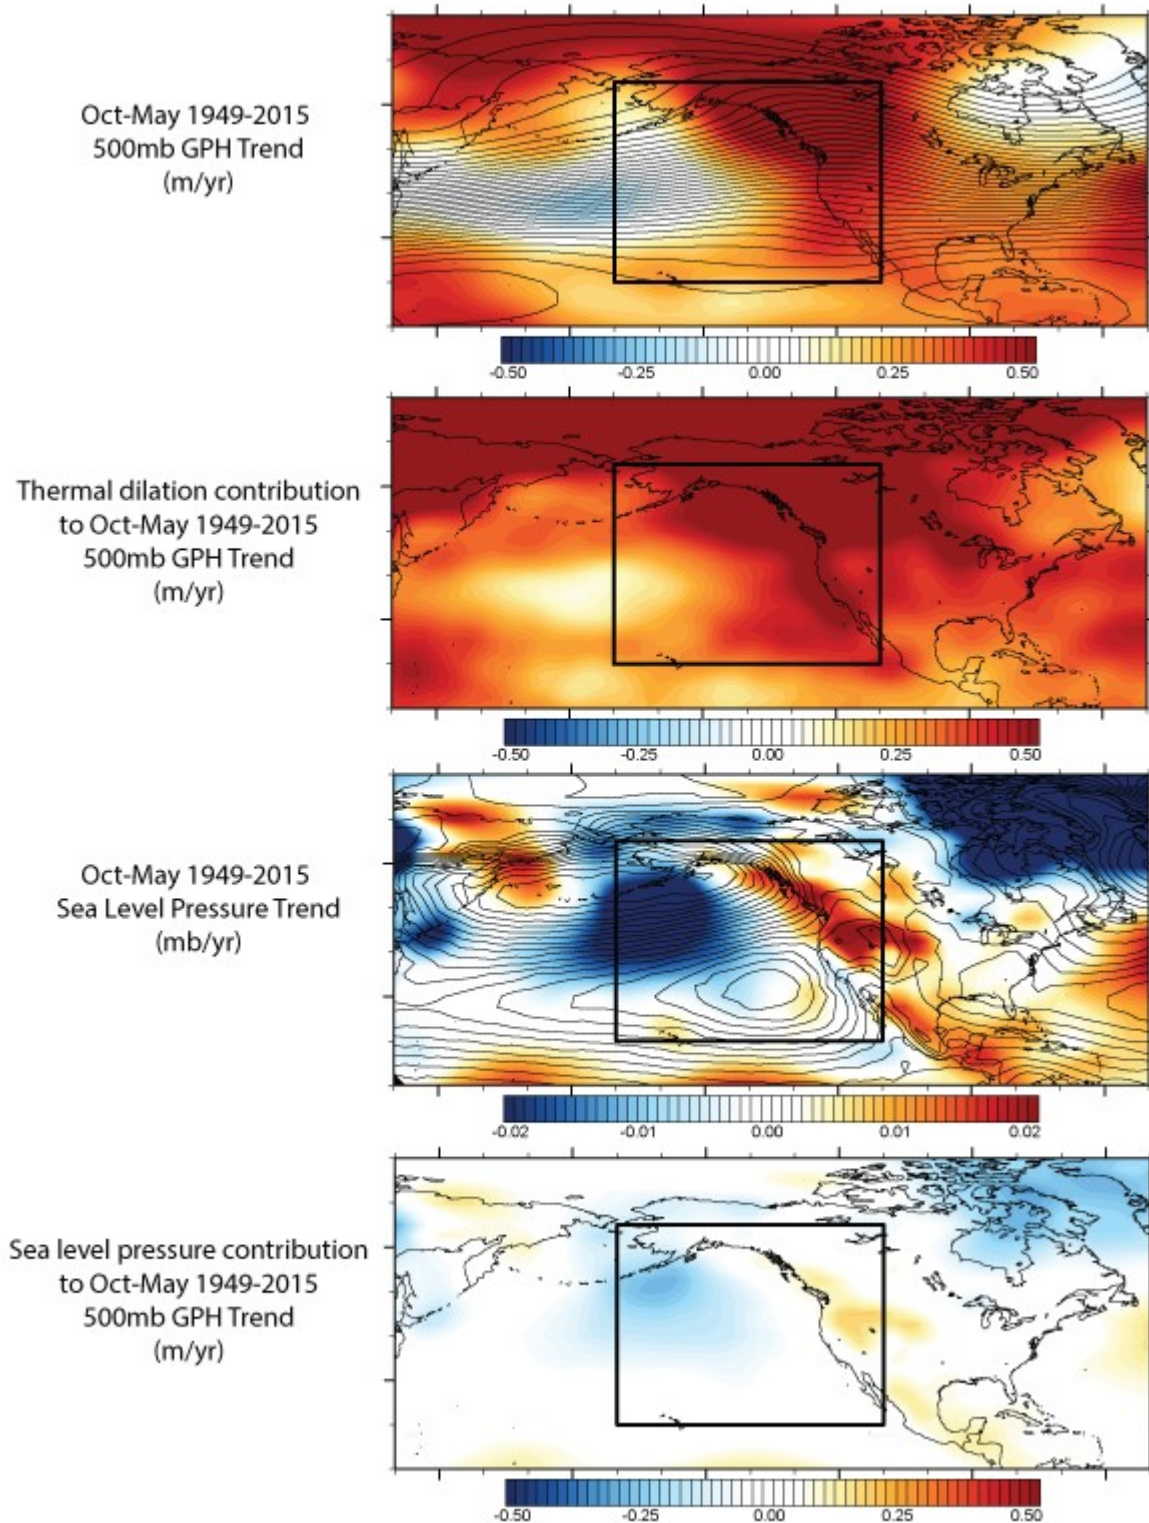 Oct-May 1949-2015
500mb GPH Trend
(m/yr)
-0.50 -0.25 0.00 0.25 0.50
Thermal dilation contribution
to Oct-May 1949-2015
500mb GPH Trend
(m/yr)
-0.50 -0.25 0.00 0.25 0.50
Oct-May 1949-2015
Sea Level Pressure Trend
(mb/yr)
-0.02 -0.01 0.00 0.01 0.02
Sea level pressure contribution
to Oct-May 1949-2015
500mb GPH Trend
(m/yr)
-0.50 -0.25 0.00 0.25 0.50